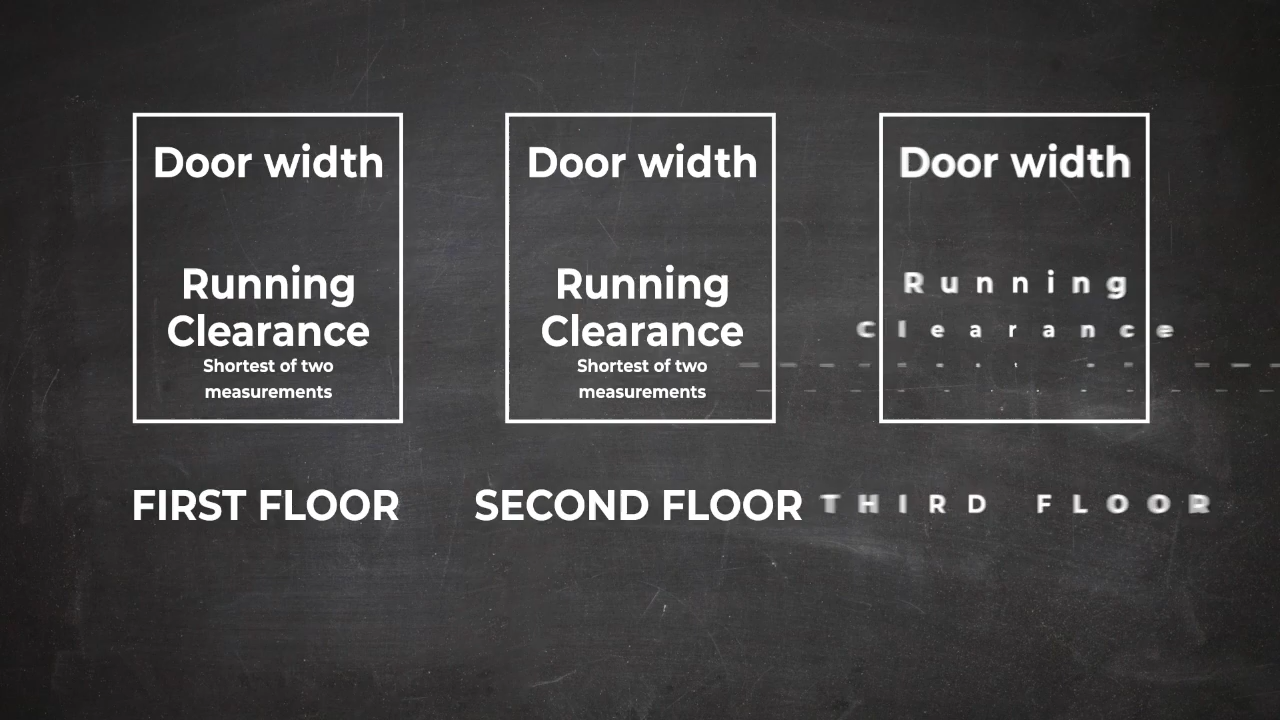 Door width
Running
Clearance
Shortest of two
measurements
FIRST FLOOR
Door width
Running
Clearance
Shortest of two
measurements
SECOND FLOOR
Door width
Running
Clearance
THIRD FLOOR